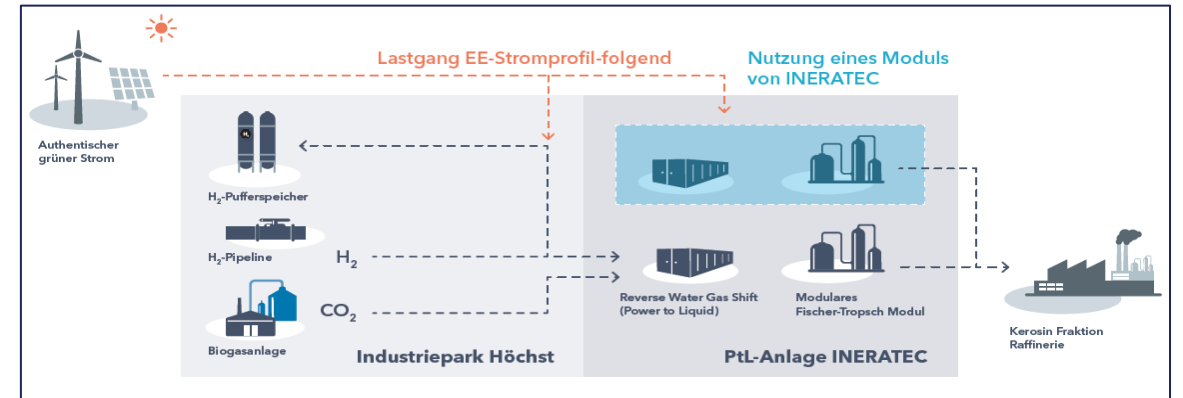 Lastgang EE-Stromprofil-folgend
Nutzung eines Moduls
von INERATEC
Authentischer
grüner Strom
H₂
H₂-Pufferspeicher
H₂-Pipeline
H₂
CO₂
Biogasanlage
Industriepark Höchst
Reverse Water Gas Shift
(Power to Liquid)
Modulares
Fischer-Tropsch Modul
PtL-Anlage INERATEC
Kerosin Fraktion
Raffinerie